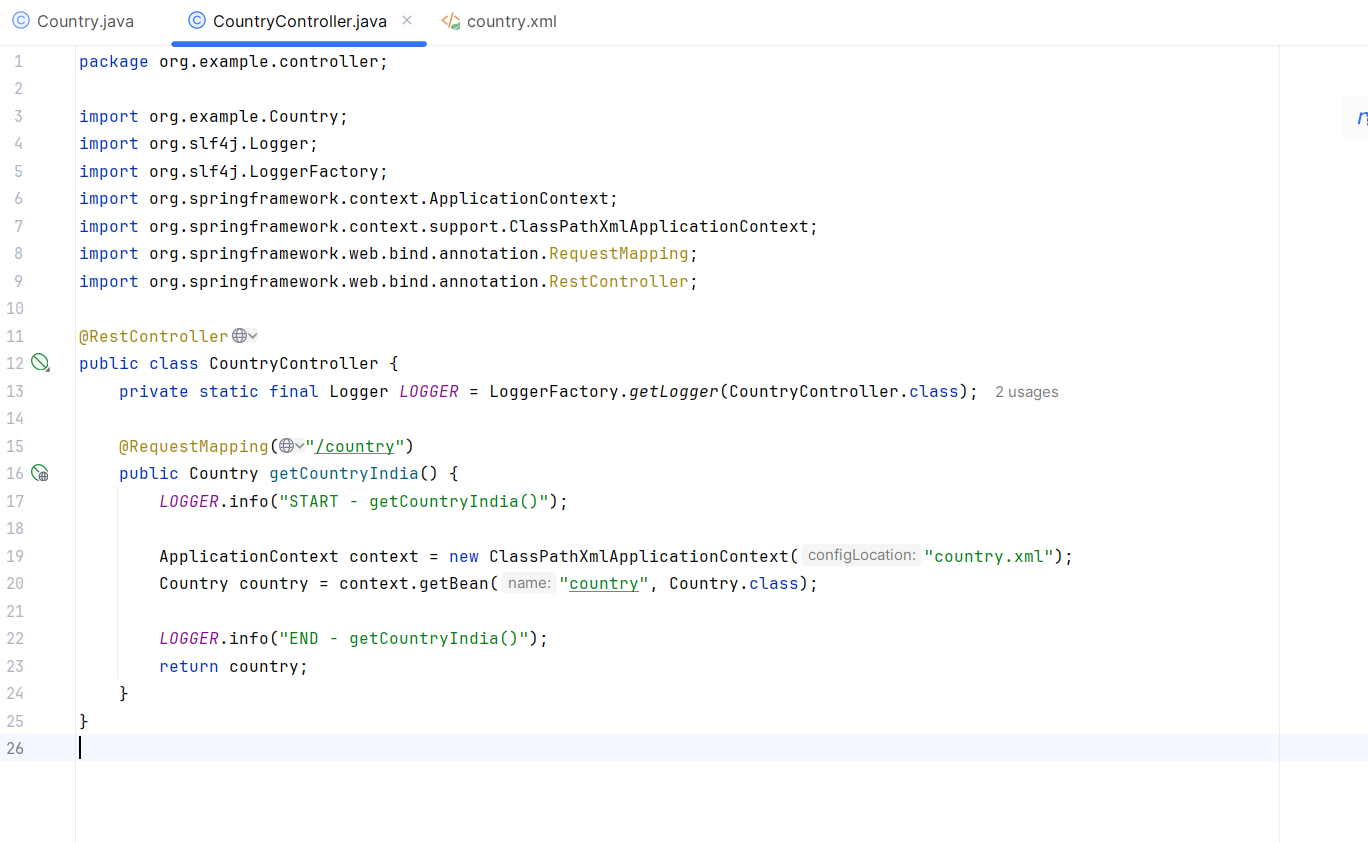 Country.java CountryController.java country.xml
1 package org.example.controller;
2
3 import org.example.Country;
4 import org.slf4j.Logger;
5 import org.slf4j.LoggerFactory;
6 import org.springframework.context.ApplicationContext;
7 import org.springframework.context.support.ClassPathXmlApplicationContext;
8 import org.springframework.web.bind.annotation.RequestMapping;
9 import org.springframework.web.bind.annotation.RestController;
10
11 @RestController
12 public class CountryController {
13 private static final Logger LOGGER = LoggerFactory.getLogger(CountryController.class); 2 usages
14
15 @RequestMapping("/country")
16 public Country getCountryIndia() {
17 LOGGER.info("START - getCountryIndia()");
18
19 ApplicationContext context = new ClassPathXmlApplicationContext( configLocation: "country.xml");
20 Country country = context.getBean( name: "country", Country.class);
21
22 LOGGER.info("END - getCountryIndia()");
23 return country;
24 }
25 }
26